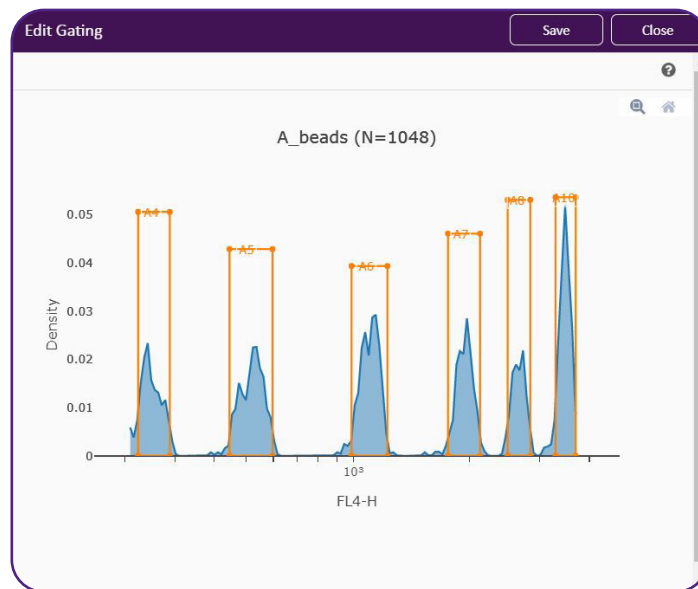 Edit Gating
Save
Close
A_beads (N=1048)
A4
A5
A6
A7
A8
A10
0.05
0.04
0.03
0.02
0.01
0
Density
10³
FL4-H